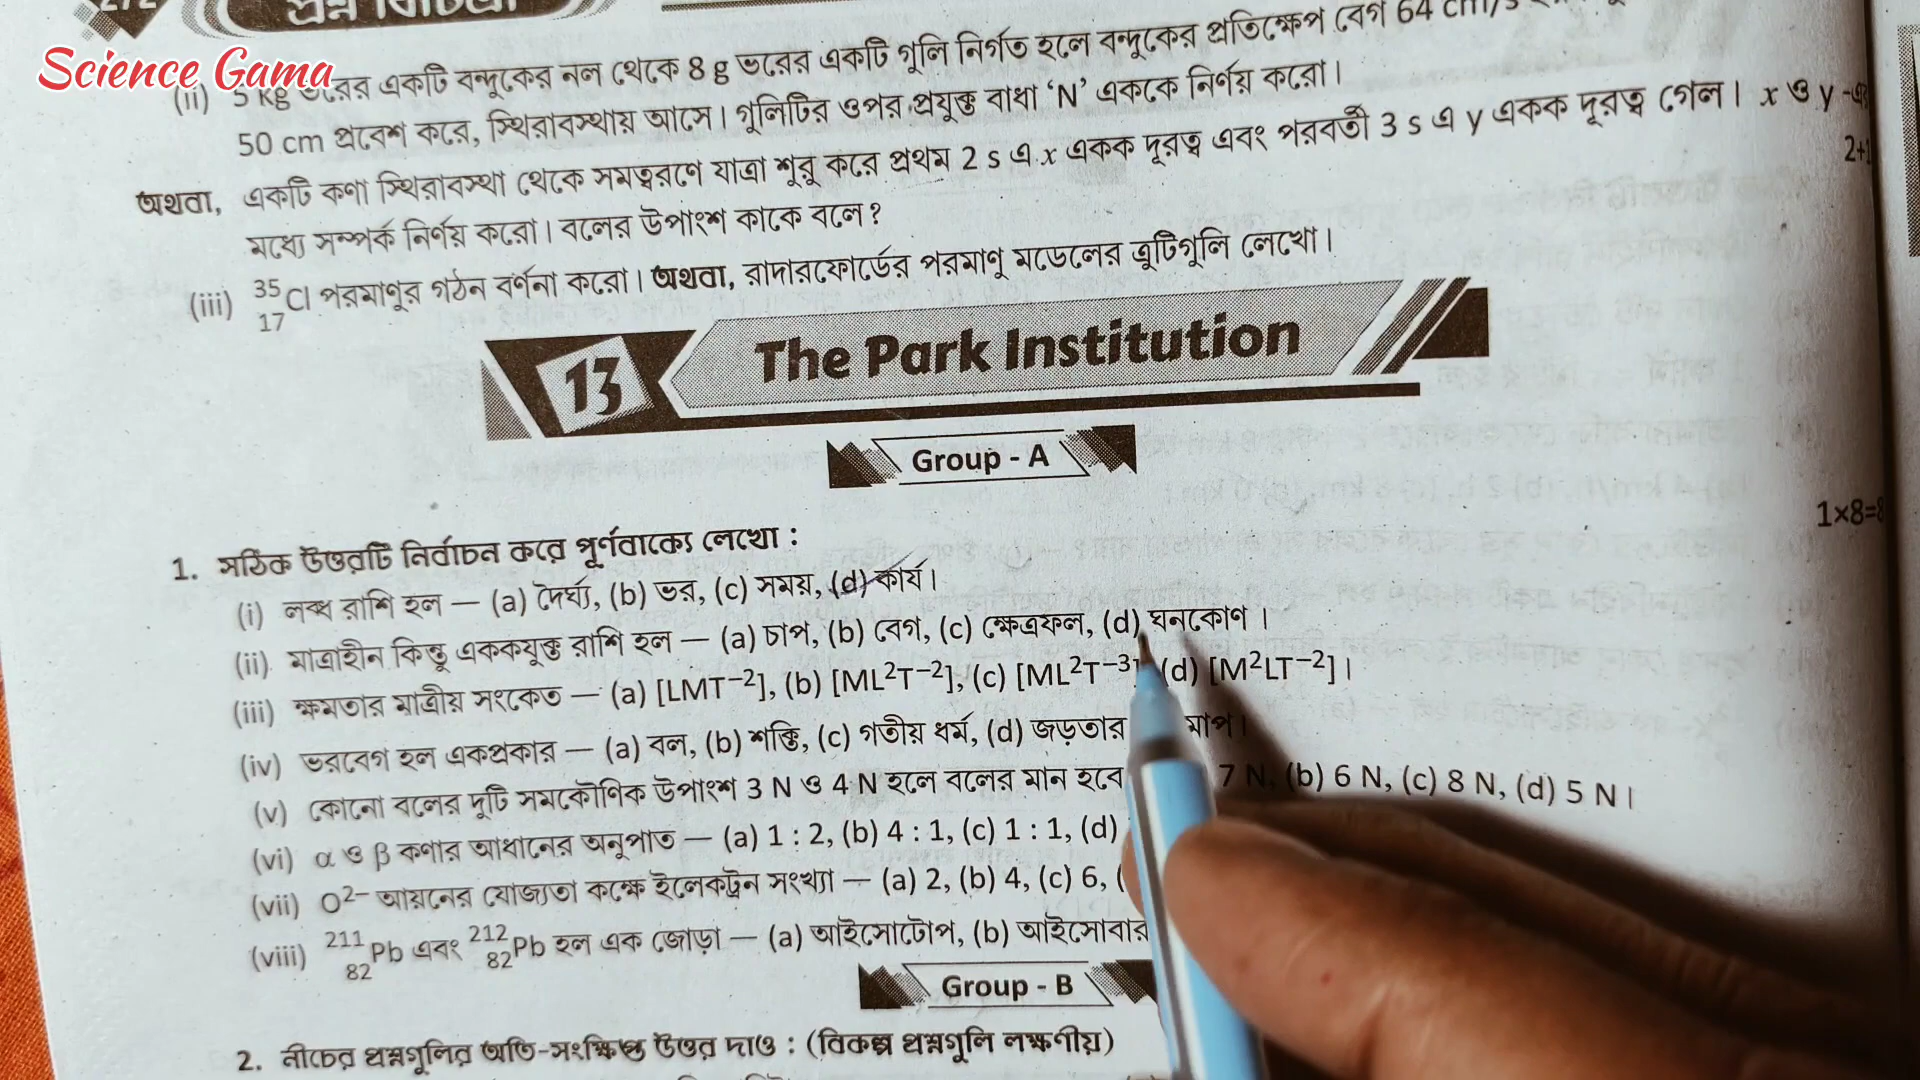 প্রশ্ন বিচিত্রা
Science Gama
(ii) 5 kg ভরের একটি বন্দুকের নল থেকে 8 g ভরের একটি গুলি নির্গত হলে বন্দুকের প্রতিক্ষেপ বেগ 64 cm/s
50 cm প্রবেশ করে, স্থিরাবস্থায় আসে। গুলিটির ওপর প্রযুক্ত বাধা ‘N’ এককে নির্ণয় করো।
অথবা, একটি কণা স্থিরাবস্থা থেকে সমত্বরণে যাত্রা শুরু করে প্রথম 2 s এ x একক দূরত্ব এবং পরবর্তী 3 s এ y একক দূরত্ব গেল। x ও y -এর
মধ্যে সম্পর্ক নির্ণয় করো। বলের উপাংশ কাকে বলে? 2+
(iii) ³⁵₁₇Cl পরমাণুর গঠন বর্ণনা করো। অথবা, রাদারফোর্ডের পরমাণু মডেলের ত্রুটিগুলি লেখো।
13 The Park Institution
Group - A
1. সঠিক উত্তরটি নির্বাচন করে পূর্ণবাক্যে লেখো : 1×8=8
(i) লব্ধ রাশি হল — (a) দৈর্ঘ্য, (b) ভর, (c) সময়, (d) কার্য।
(ii) মাত্রাহীন কিন্তু এককযুক্ত রাশি হল — (a) চাপ, (b) বেগ, (c) ক্ষেত্রফল, (d) ঘনকোণ।
(iii) ক্ষমতার মাত্রীয় সংকেত — (a) [LMT⁻²], (b) [ML²T⁻²], (c) [ML²T⁻³] (d) [M²LT⁻²]।
(iv) ভরবেগ হল একপ্রকার — (a) বল, (b) শক্তি, (c) গতীয় ধর্ম, (d) জড়তার মাপ।
(v) কোনো বলের দুটি সমকৌণিক উপাংশ 3 N ও 4 N হলে বলের মান হবে 7 N, (b) 6 N, (c) 8 N, (d) 5 N।
(vi) α ও β কণার আধানের অনুপাত — (a) 1 : 2, (b) 4 : 1, (c) 1 : 1, (d)
(vii) O²⁻ আয়নের যোজ্যতা কক্ষে ইলেকট্রন সংখ্যা — (a) 2, (b) 4, (c) 6, (
(viii) ²¹¹₈₂Pb এবং ²¹²₈₂Pb হল এক জোড়া — (a) আইসোটোপ, (b) আইসোবার
Group - B
2. নীচের প্রশ্নগুলির অতি-সংক্ষিপ্ত উত্তর দাও : (বিকল্প প্রশ্নগুলি লক্ষণীয়)